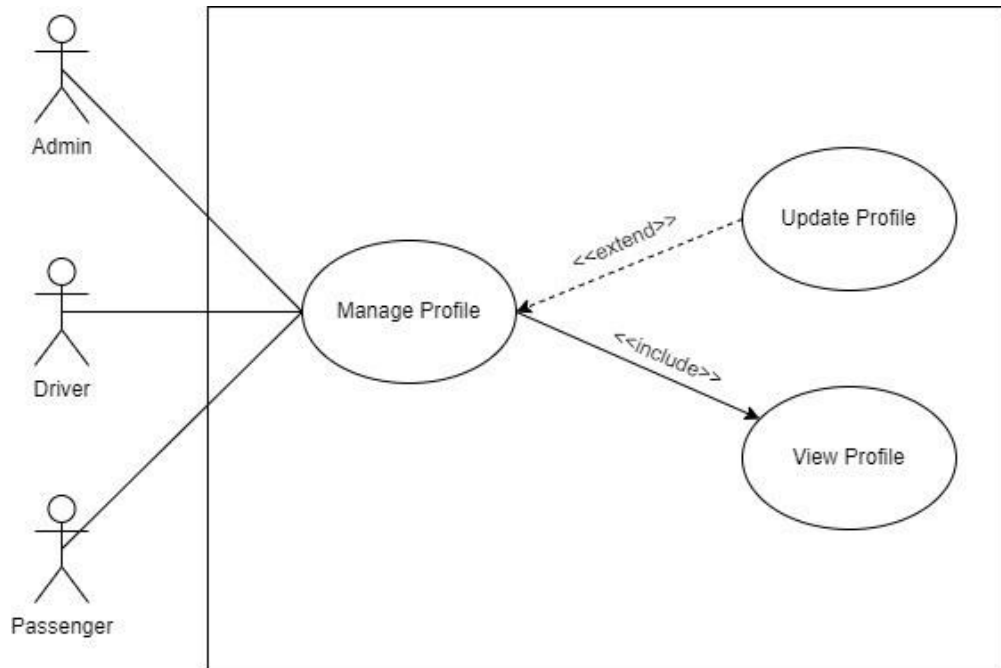 Admin
Update Profile
<<extend>>
Manage Profile
<<include>>
Driver
View Profile
Passenger